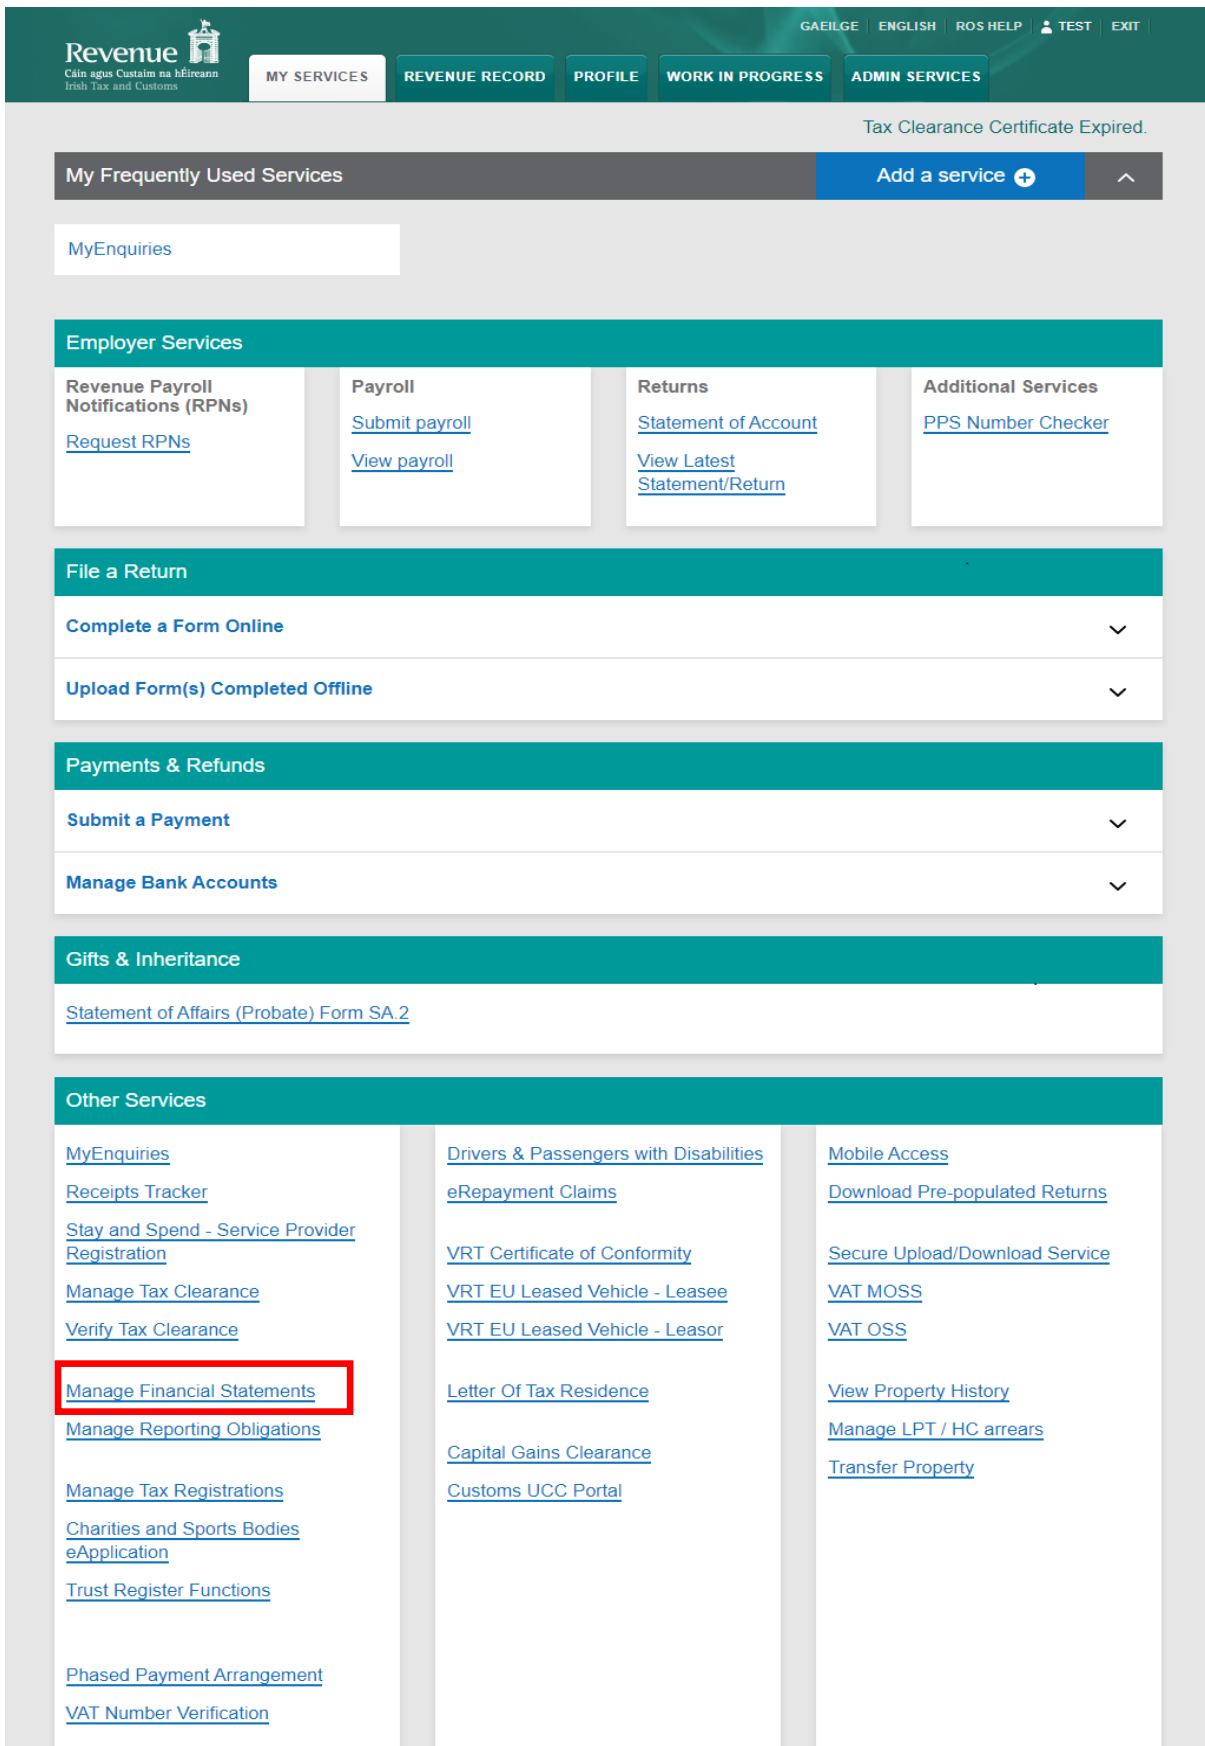 GAEILGE ENGLISH ROS HELP TEST EXIT
Revenue
Cáin agus Custaim na hÉireann
Irish Tax and Customs
MY SERVICES REVENUE RECORD PROFILE WORK IN PROGRESS ADMIN SERVICES
Tax Clearance Certificate Expired.
My Frequently Used Services
Add a service
MyEnquiries
Employer Services
Revenue Payroll
Notifications (RPNs)
Request RPNs
Payroll
Submit payroll
View payroll
Returns
Statement of Account
View Latest
Statement/Return
Additional Services
PPS Number Checker
File a Return
Complete a Form Online
Upload Form(s) Completed Offline
Payments & Refunds
Submit a Payment
Manage Bank Accounts
Gifts & Inheritance
Statement of Affairs (Probate) Form SA.2
Other Services
MyEnquiries
Receipts Tracker
Stay and Spend - Service Provider
Registration
Manage Tax Clearance
Verify Tax Clearance
Manage Financial Statements
Manage Reporting Obligations
Manage Tax Registrations
Charities and Sports Bodies
eApplication
Trust Register Functions
Phased Payment Arrangement
VAT Number Verification
Drivers & Passengers with Disabilities
eRepayment Claims
VRT Certificate of Conformity
VRT EU Leased Vehicle - Leasee
VRT EU Leased Vehicle - Leasor
Letter Of Tax Residence
Capital Gains Clearance
Customs UCC Portal
Mobile Access
Download Pre-populated Returns
Secure Upload/Download Service
VAT MOSS
VAT OSS
View Property History
Manage LPT / HC arrears
Transfer Property